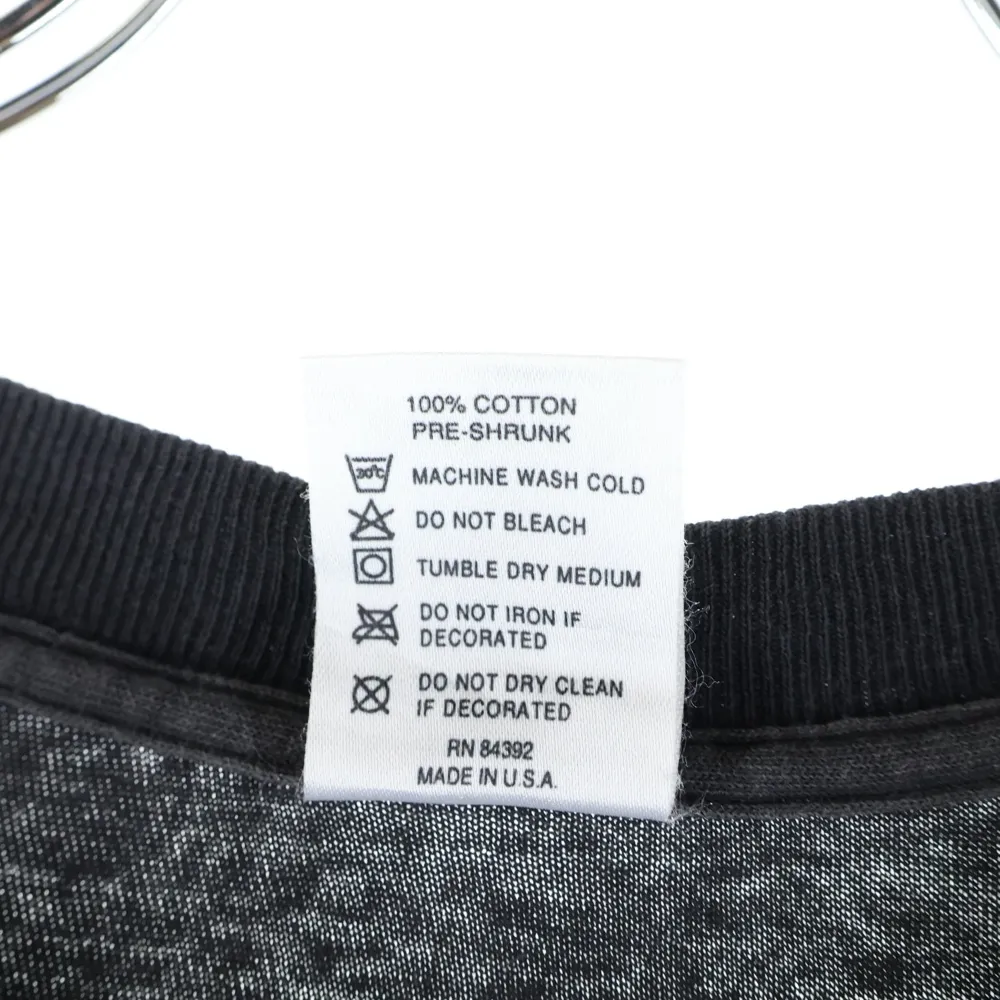 100% COTTON
PRE-SHRUNK
30°C MACHINE WASH COLD
DO NOT BLEACH
TUMBLE DRY MEDIUM
DO NOT IRON IF
DECORATED
DO NOT DRY CLEAN
IF DECORATED
RN 84392
MADE IN U.S.A.